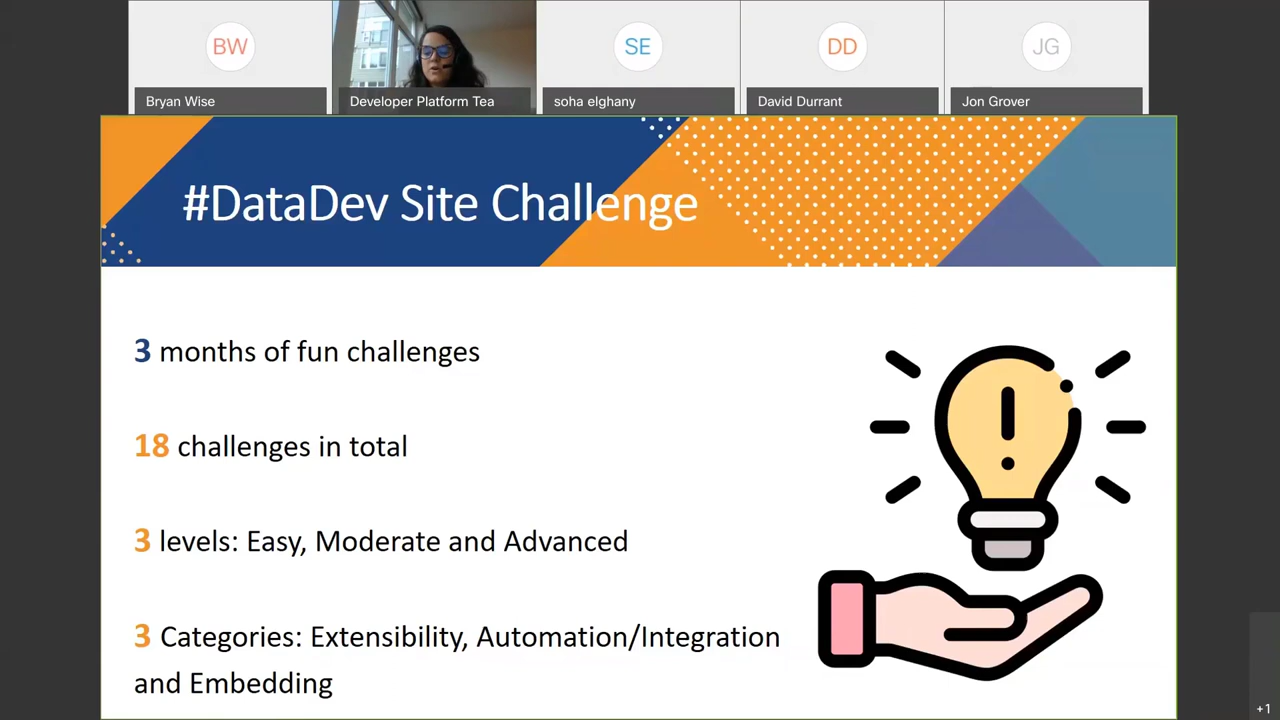 BW
SE
DD
JG
Bryan Wise
Developer Platform Tea
soha elghany
David Durrant
Jon Grover
#DataDev Site Challenge
3 months of fun challenges
18 challenges in total
3 levels: Easy, Moderate and Advanced
3 Categories: Extensibility, Automation/Integration
and Embedding
+1